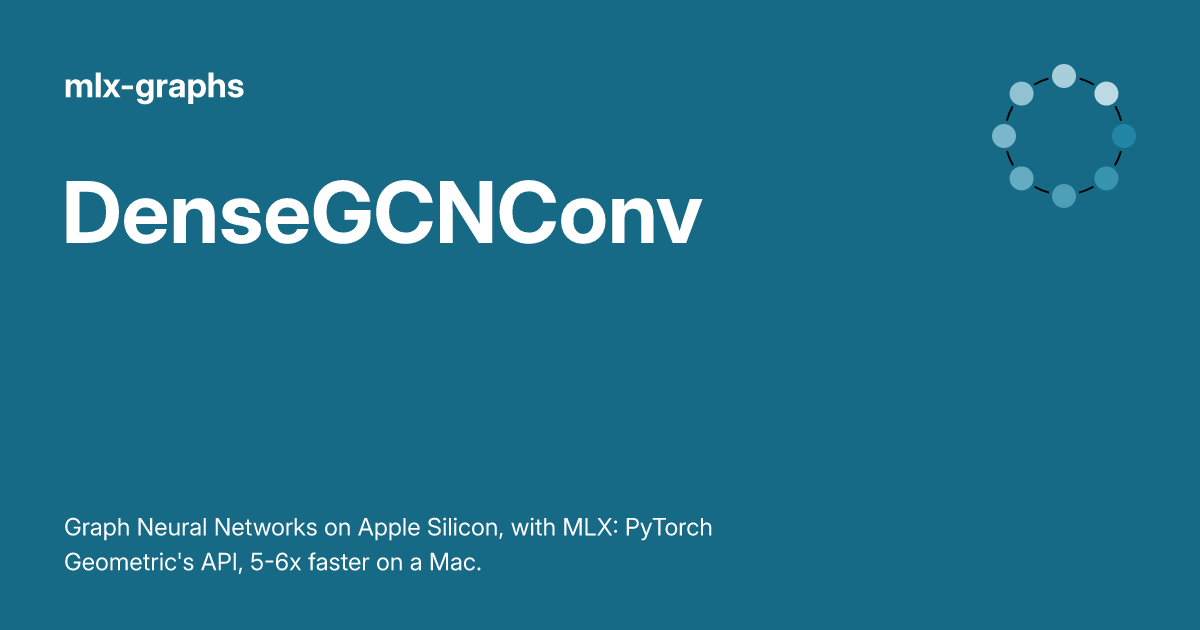 mlx-graphs
DenseGCNConv
Graph Neural Networks on Apple Silicon, with MLX: PyTorch
Geometric's API, 5-6x faster on a Mac.